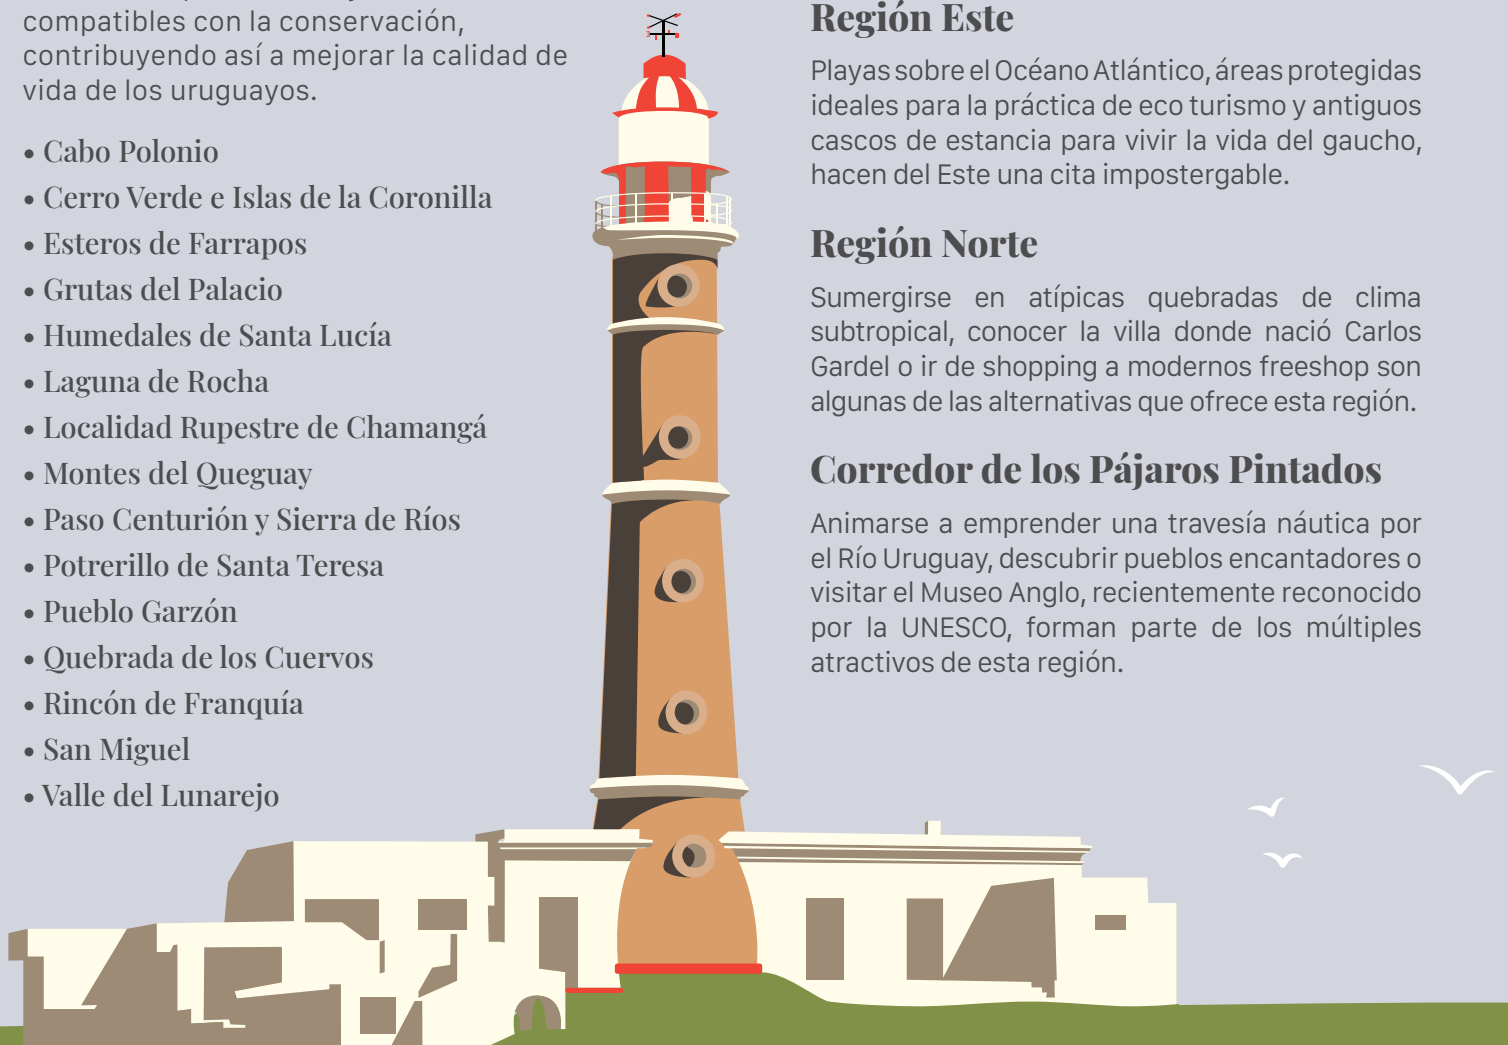 compatibles con la conservación,
contribuyendo así a mejorar la calidad de
vida de los uruguayos.
• Cabo Polonio
• Cerro Verde e Islas de la Coronilla
• Esteros de Farrapos
• Grutas del Palacio
• Humedales de Santa Lucía
• Laguna de Rocha
• Localidad Rupestre de Chamangá
• Montes del Queguay
• Paso Centurión y Sierra de Ríos
• Potrerillo de Santa Teresa
• Pueblo Garzón
• Quebrada de los Cuervos
• Rincón de Franquía
• San Miguel
• Valle del Lunarejo
Región Este
Playas sobre el Océano Atlántico, áreas protegidas
ideales para la práctica de eco turismo y antiguos
cascos de estancia para vivir la vida del gaucho,
hacen del Este una cita impostergable.
Región Norte
Sumergirse en atípicas quebradas de clima
subtropical, conocer la villa donde nació Carlos
Gardel o ir de shopping a modernos freeshop son
algunas de las alternativas que ofrece esta región.
Corredor de los Pájaros Pintados
Animarse a emprender una travesía náutica por
el Río Uruguay, descubrir pueblos encantadores o
visitar el Museo Anglo, recientemente reconocido
por la UNESCO, forman parte de los múltiples
atractivos de esta región.